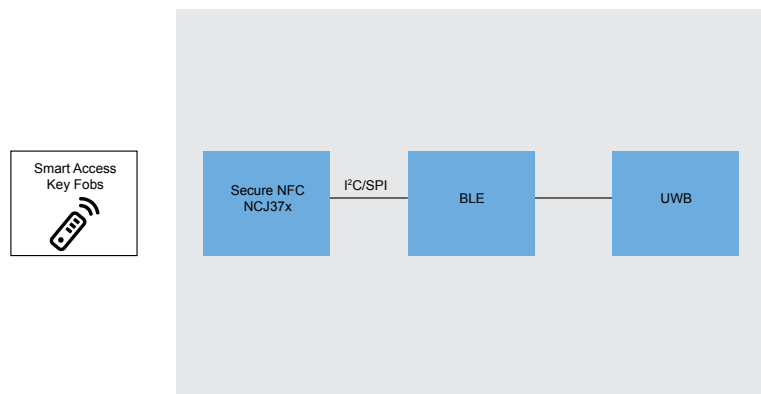 Smart Access
Key Fobs
Secure NFC
NCJ37x
I²C/SPI
BLE
UWB